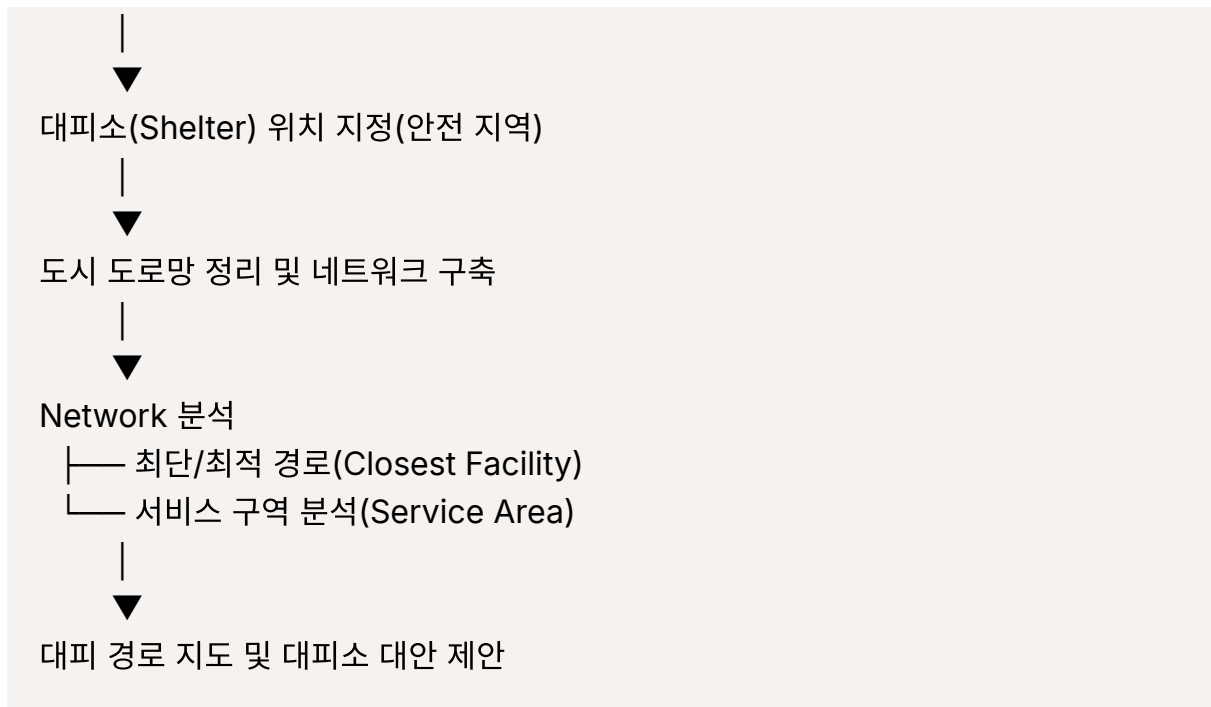 │
▼
대피소(Shelter) 위치 지정(안전 지역)
│
▼
도시 도로망 정리 및 네트워크 구축
│
▼
Network 분석
├── 최단/최적 경로(Closest Facility)
└── 서비스 구역 분석(Service Area)
│
▼
대피 경로 지도 및 대피소 대안 제안